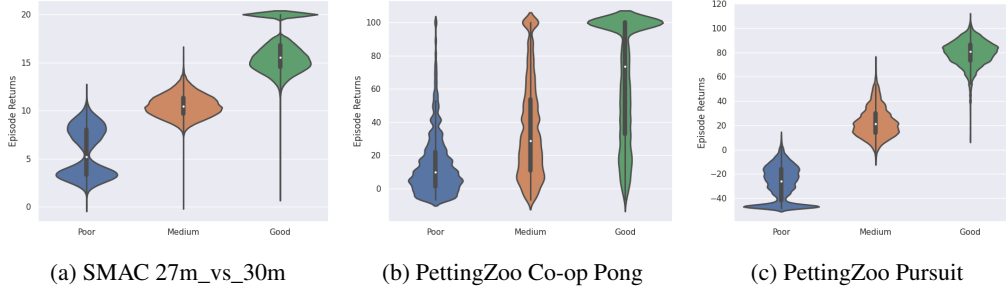 Episode Returns
20
15
10
5
0
Poor
Medium
Good
(a) SMAC 27m_vs_30m
Episode Returns
100
80
60
40
20
0
Poor
Medium
Good
(b) PettingZoo Co-op Pong
Episode Returns
120
100
80
60
40
20
0
−20
−40
Poor
Medium
Good
(c) PettingZoo Pursuit